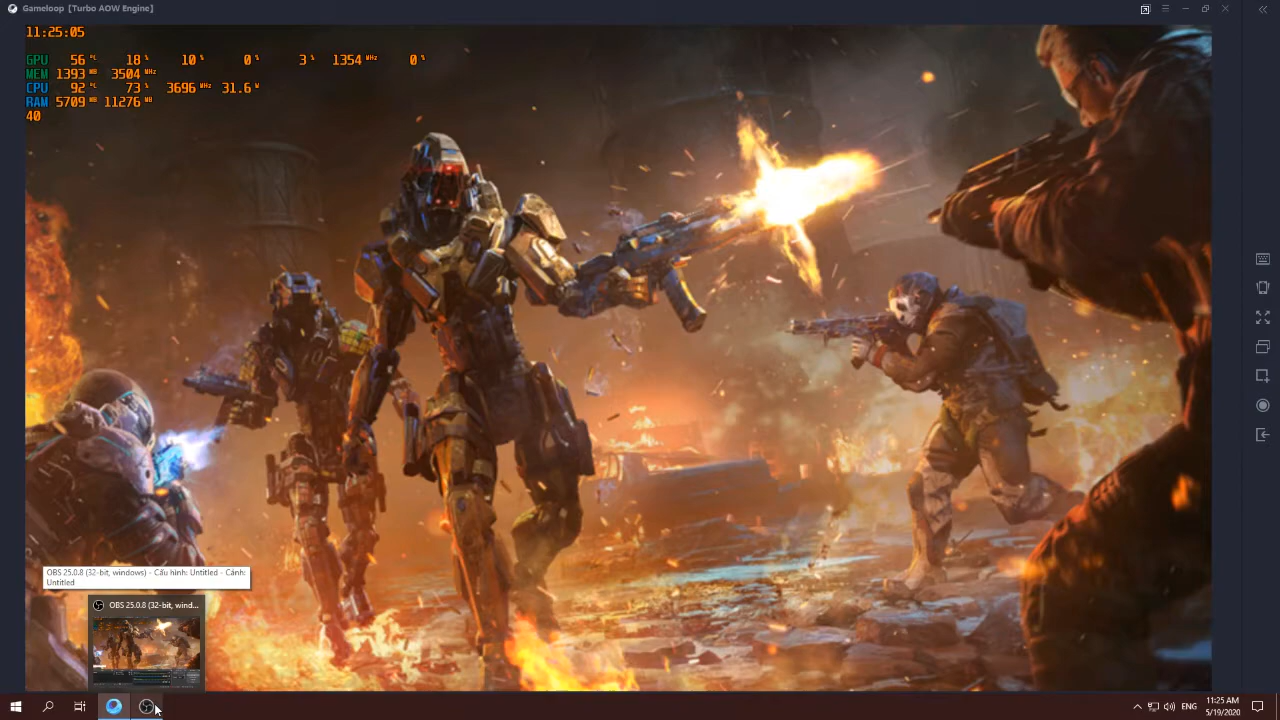 Gameloop [Turbo AOW Engine]
11:25:05
GPU 56 °C 18 % 10 % 0 % 3 % 1354 MHz 0 %
MEM 1393 MB 3504 MHz
CPU 92 °C 73 % 3696 MHz 31.6 W
RAM 5709 MB 11276 MB
40
OBS 25.0.8 (32-bit, windows) - Cấu hình: Untitled - Cảnh:
Untitled
OBS 25.0.8 (32-bit, wind...
ENG
11:25 AM
5/19/2020